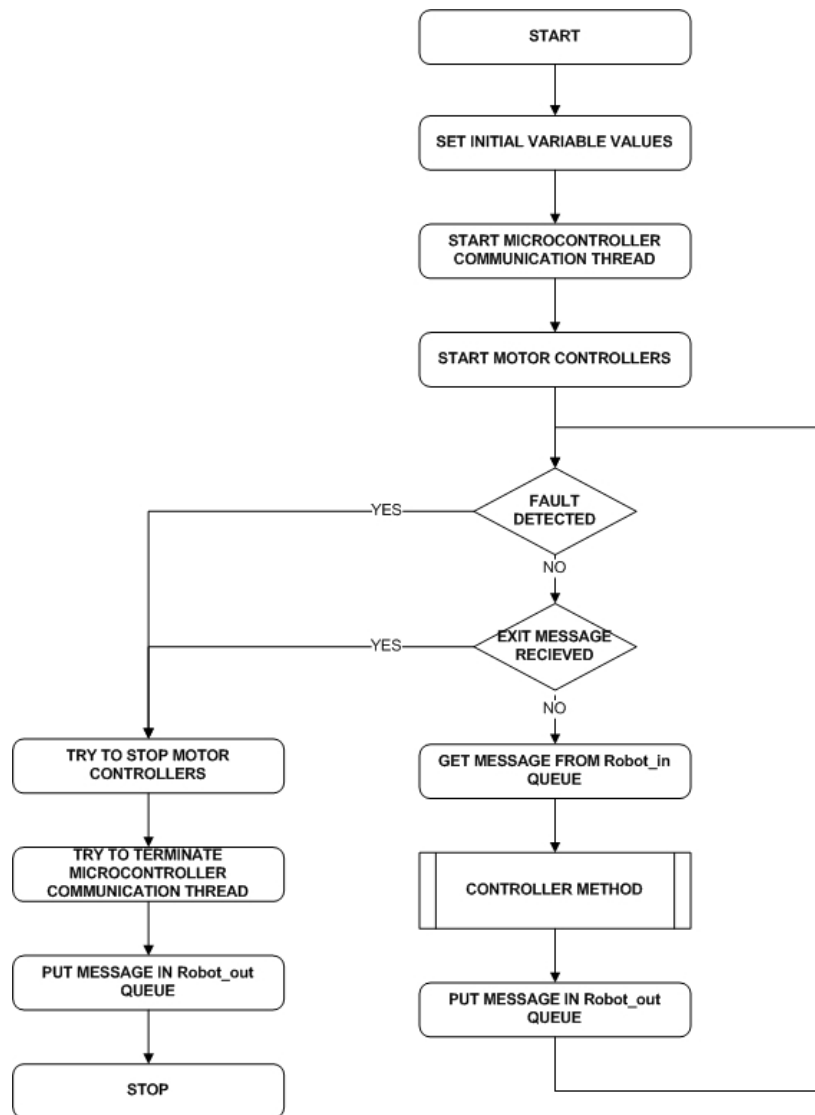 START
SET INITIAL VARIABLE VALUES
START MICROCONTROLLER
COMMUNICATION THREAD
START MOTOR CONTROLLERS
FAULT
DETECTED
YES
NO
EXIT MESSAGE
RECIEVED
YES
NO
TRY TO STOP MOTOR
CONTROLLERS
GET MESSAGE FROM Robot_in
QUEUE
TRY TO TERMINATE
MICROCONTROLLER
COMMUNICATION THREAD
CONTROLLER METHOD
PUT MESSAGE IN Robot_out
QUEUE
PUT MESSAGE IN Robot_out
QUEUE
STOP